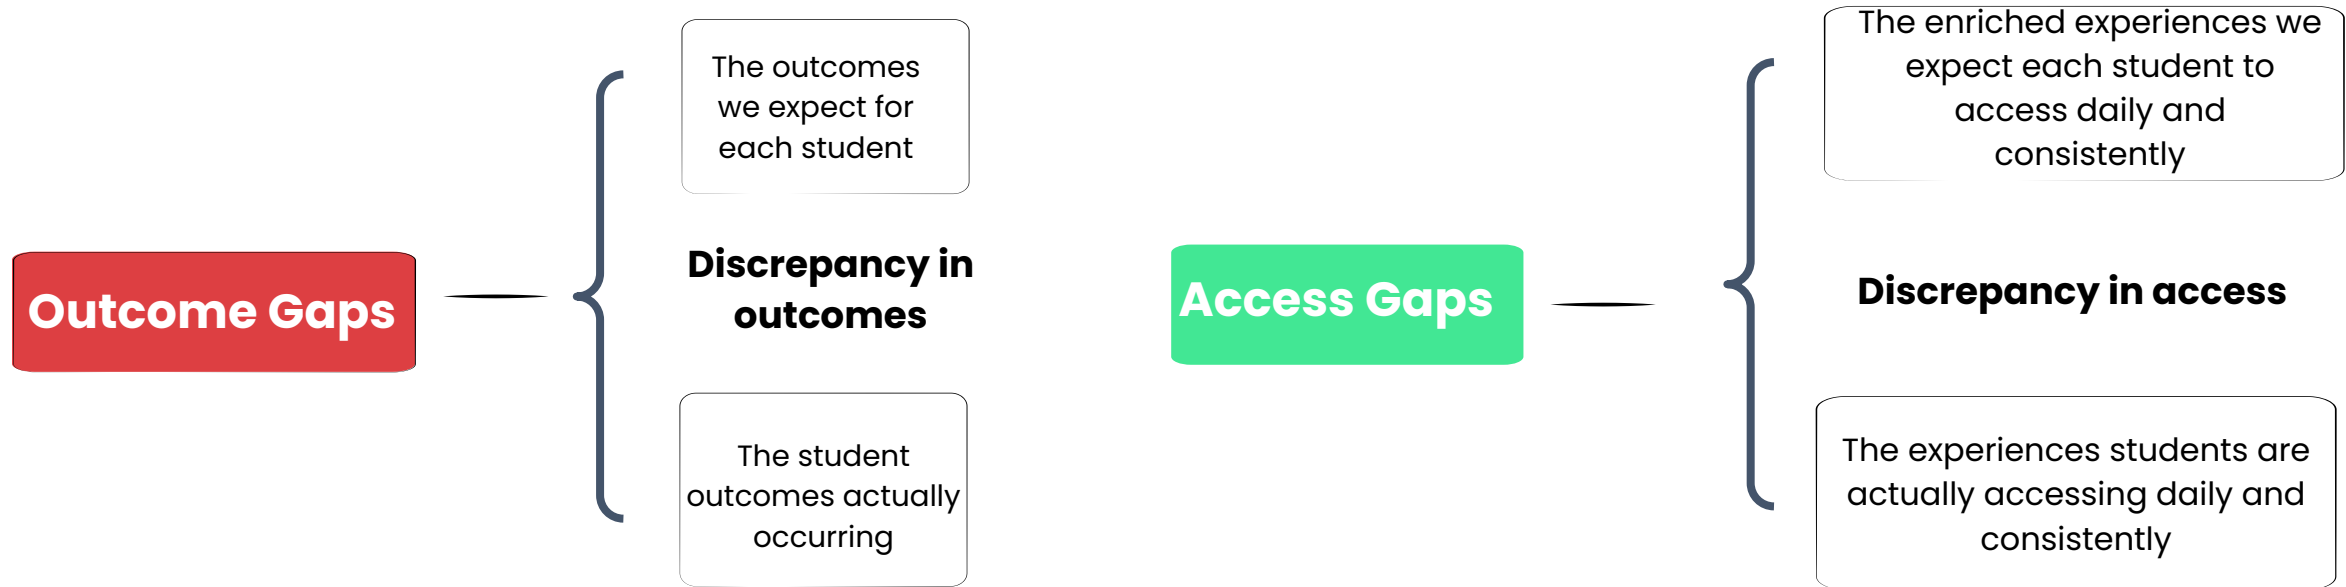 Outcome Gaps
The outcomes
we expect for
each student
Discrepancy in
outcomes
The student
outcomes actually
occurring
Access Gaps
The enriched experiences we
expect each student to
access daily and
consistently
Discrepancy in access
The experiences students are
actually accessing daily and
consistently